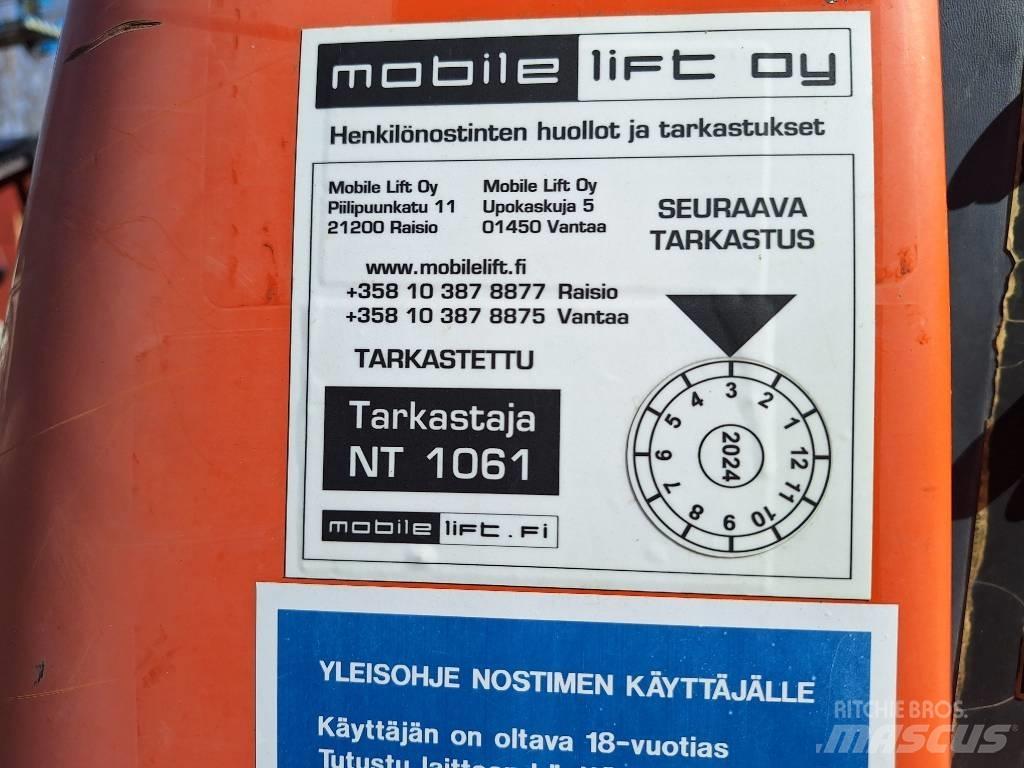 mobile lift oy
Henkilönostinten huollot ja tarkastukset
Mobile Lift Oy
Piilipuunkatu 11
21200 Raisio
Mobile Lift Oy
Upokaskuja 5
01450 Vantaa
www.mobilelift.fi
+358 10 387 8877 Raisio
+358 10 387 8875 Vantaa
TARKASTETTU
Tarkastaja
NT 1061
mobile lift.fi
SEURAAVA
TARKASTUS
3 2 1 12 11 10 9 8 7 6 5 4
2024
YLEISOHJE NOSTIMEN KÄYTTÄJÄLLE
Käyttäjän on oltava 18-vuotias
Tutustu
RITCHIE BROS.
MASCUS